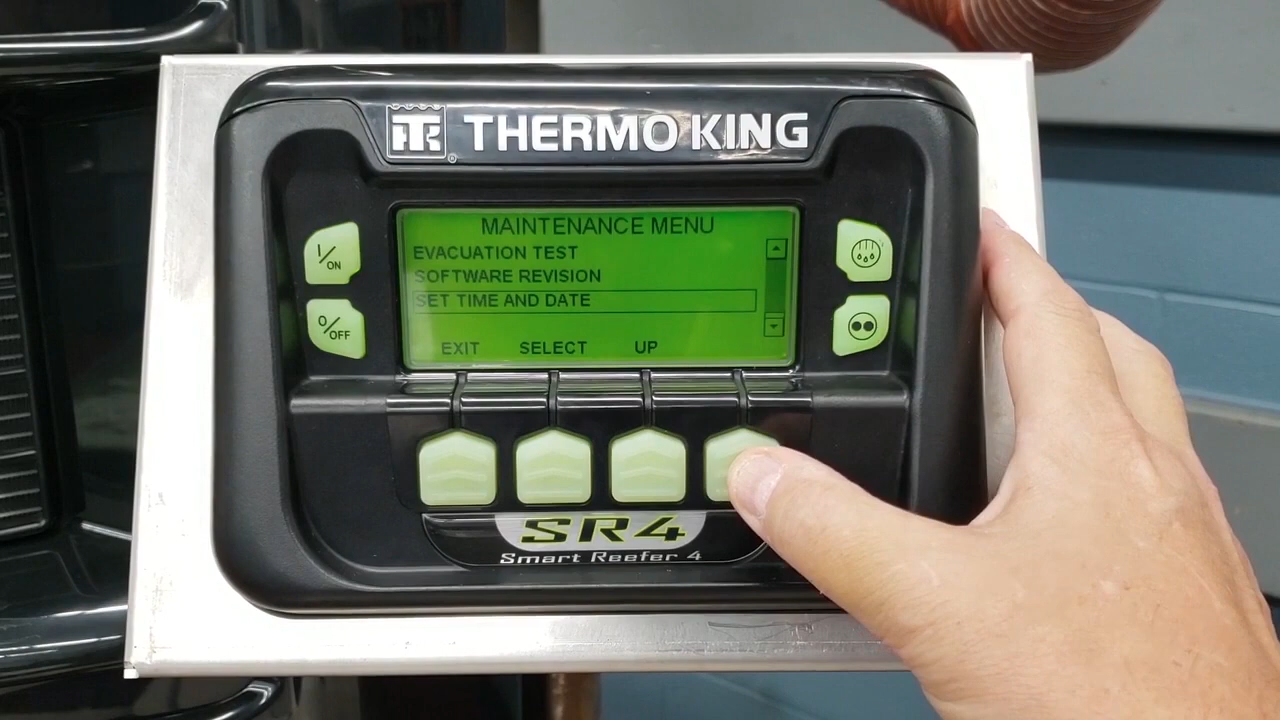 TK
® THERMO KING
MAINTENANCE MENU
EVACUATION TEST
SOFTWARE REVISION
SET TIME AND DATE
EXIT SELECT UP
I/ON
O/OFF
SR4
Smart Reefer 4